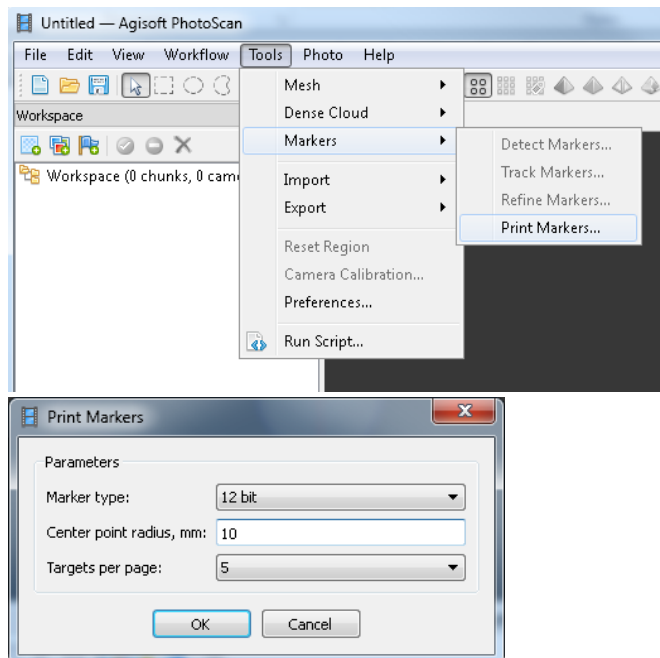 Untitled — Agisoft PhotoScan
File Edit View Workflow Tools Photo Help
Workspace
Workspace (0 chunks, 0 cam
Mesh
Dense Cloud
Markers
Import
Export
Reset Region
Camera Calibration...
Preferences...
Run Script...
Detect Markers...
Track Markers...
Refine Markers...
Print Markers...
Print Markers
Parameters
Marker type: 12 bit
Center point radius, mm: 10
Targets per page: 5
OK Cancel